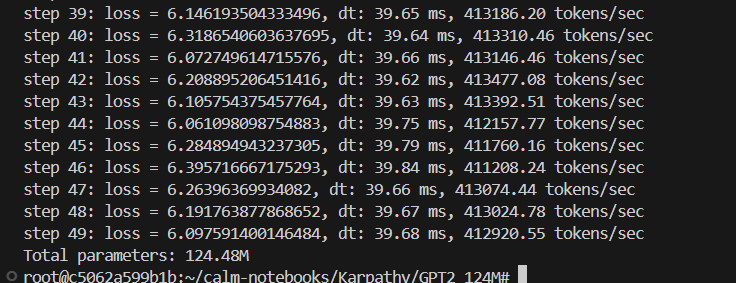 step 39: loss = 6.146193504333496, dt: 39.65 ms, 413186.20 tokens/sec
step 40: loss = 6.3186540603637695, dt: 39.64 ms, 413310.46 tokens/sec
step 41: loss = 6.072749614715576, dt: 39.66 ms, 413146.46 tokens/sec
step 42: loss = 6.208895206451416, dt: 39.62 ms, 413477.08 tokens/sec
step 43: loss = 6.105754375457764, dt: 39.63 ms, 413392.51 tokens/sec
step 44: loss = 6.061098098754883, dt: 39.75 ms, 412157.77 tokens/sec
step 45: loss = 6.284894943237305, dt: 39.79 ms, 411760.16 tokens/sec
step 46: loss = 6.395716667175293, dt: 39.84 ms, 411208.24 tokens/sec
step 47: loss = 6.26396369934082, dt: 39.66 ms, 413074.44 tokens/sec
step 48: loss = 6.191763877868652, dt: 39.67 ms, 413024.78 tokens/sec
step 49: loss = 6.097591400146484, dt: 39.68 ms, 412920.55 tokens/sec
Total parameters: 124.48M
root@c5062a599b1b:~/calm-notebooks/Karpathy/GPT2_124M#